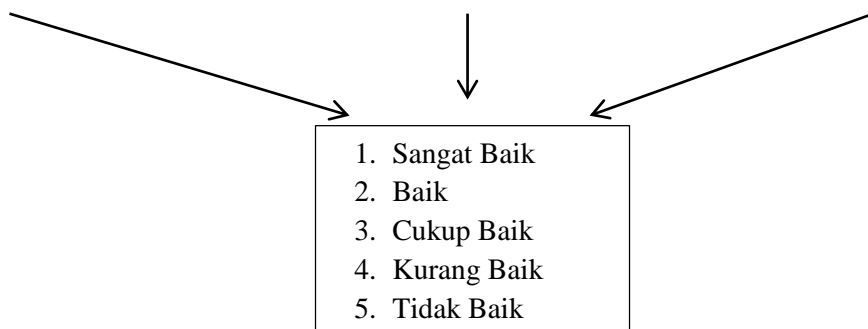 1. Sangat Baik
2. Baik
3. Cukup Baik
4. Kurang Baik
5. Tidak Baik